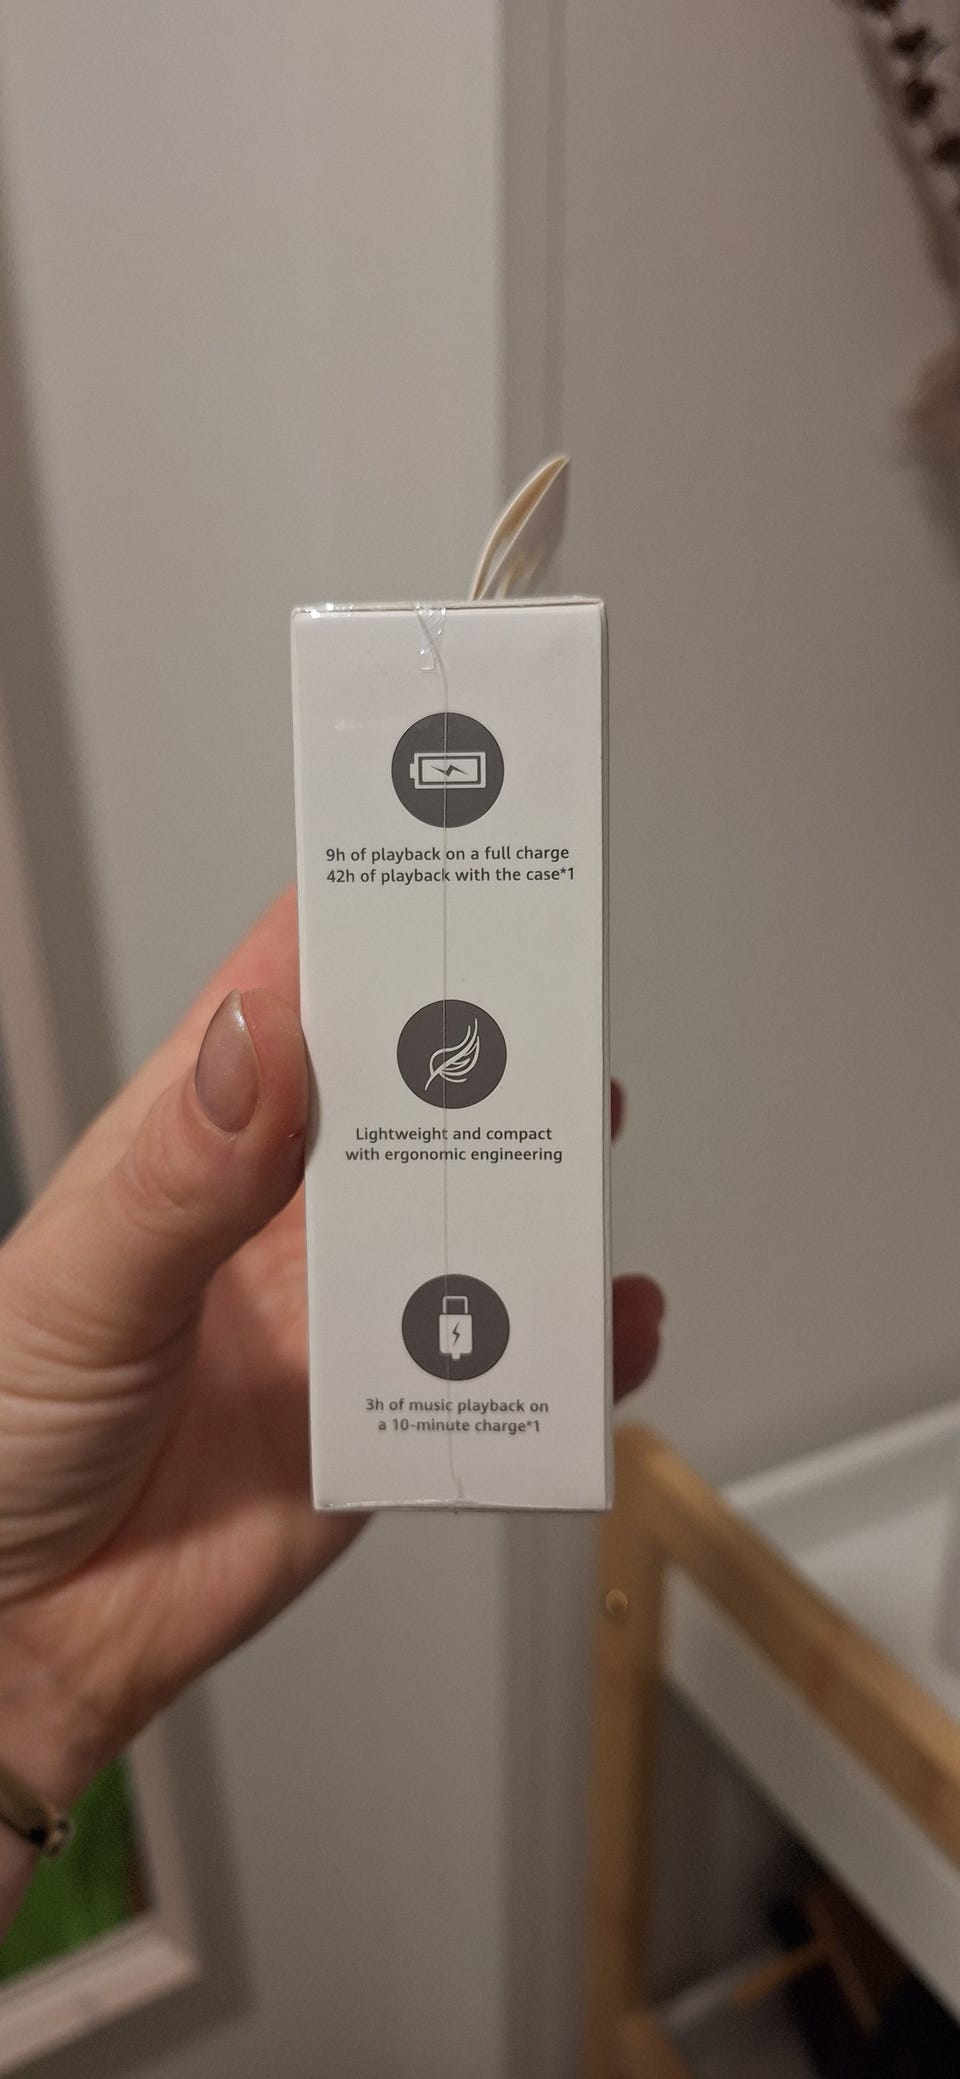 9h of playback on a full charge
42h of playback with the case*1
Lightweight and compact
with ergonomic engineering
3h of music playback on
a 10-minute charge*1